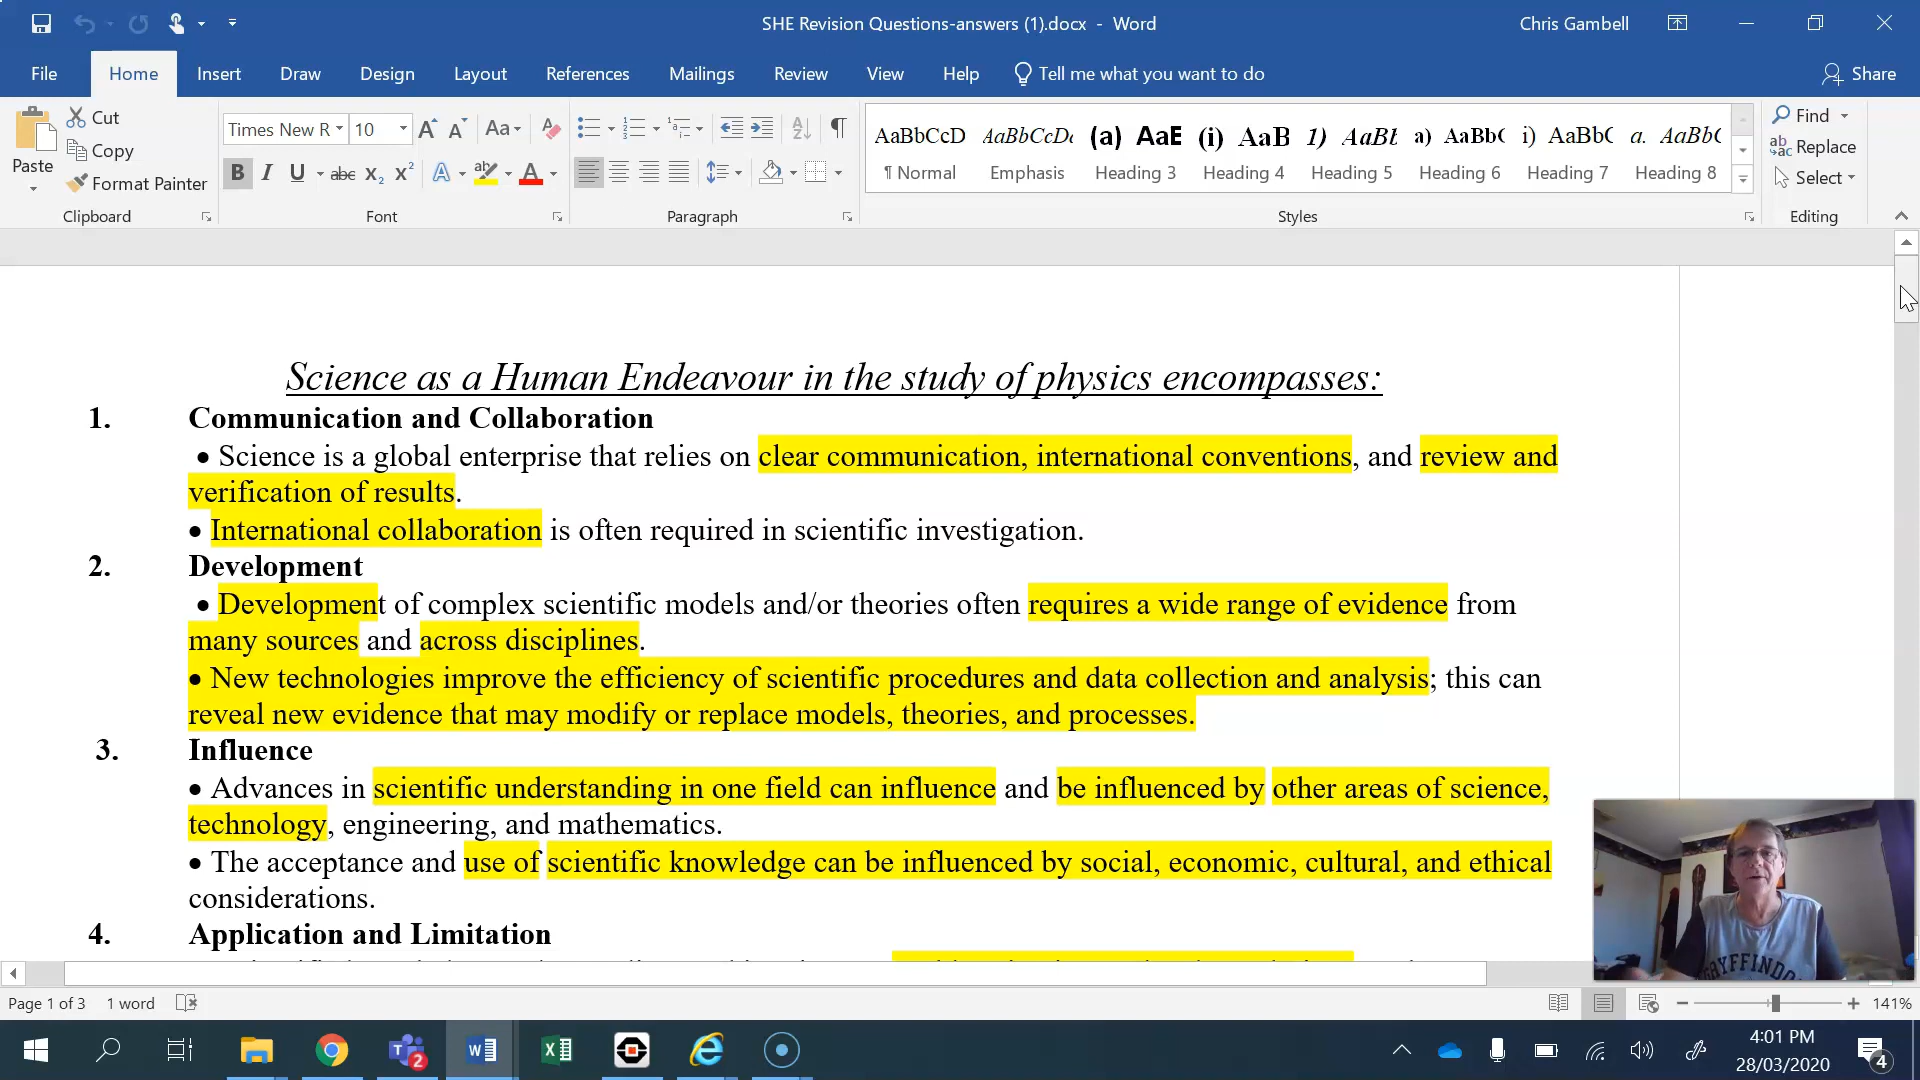 SHE Revision Questions-answers (1).docx - Word
Chris Gambell
File Home Insert Draw Design Layout References Mailings Review View Help Tell me what you want to do Share
Paste
Cut
Copy
Format Painter
Clipboard
Times New R 10
Font
Paragraph
AaBbCcD AaBbCcDc (a) AaE (i) AaB 1) AaBt a) AaBbC i) AaBbC a. AaBbC
¶ Normal Emphasis Heading 3 Heading 4 Heading 5 Heading 6 Heading 7 Heading 8
Styles
Find
Replace
Select
Editing
Science as a Human Endeavour in the study of physics encompasses:
1. Communication and Collaboration
• Science is a global enterprise that relies on clear communication, international conventions, and review and
verification of results.
• International collaboration is often required in scientific investigation.
2. Development
• Development of complex scientific models and/or theories often requires a wide range of evidence from
many sources and across disciplines.
• New technologies improve the efficiency of scientific procedures and data collection and analysis; this can
reveal new evidence that may modify or replace models, theories, and processes.
3. Influence
• Advances in scientific understanding in one field can influence and be influenced by other areas of science,
technology, engineering, and mathematics.
• The acceptance and use of scientific knowledge can be influenced by social, economic, cultural, and ethical
considerations.
4. Application and Limitation
Page 1 of 3 1 word
141%
4:01 PM
28/03/2020
2
4